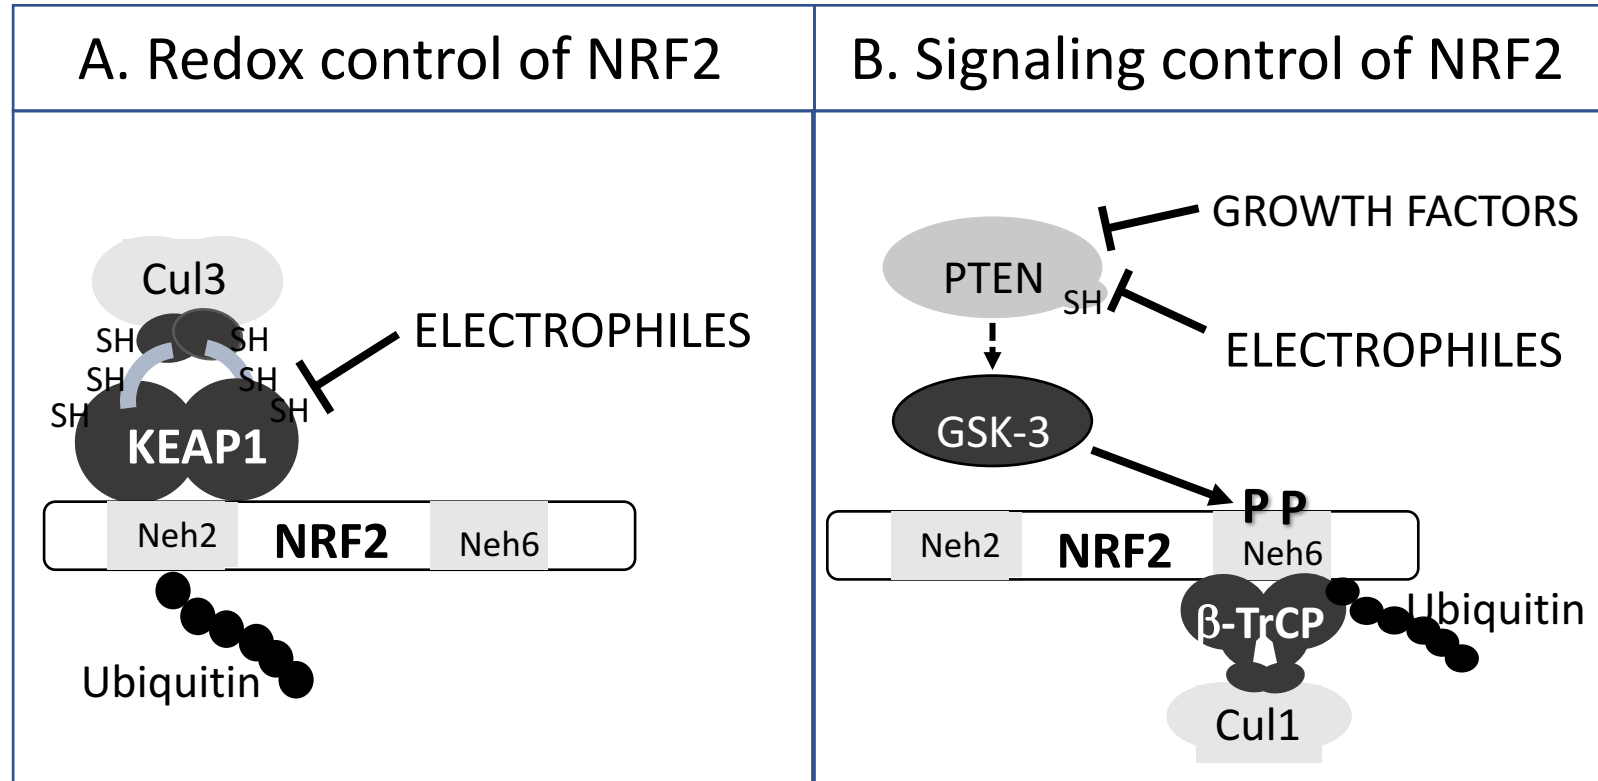 A. Redox control of NRF2
B. Signaling control of NRF2
Cul3
SH
SH
SH
SH
SH
SH
ELECTROPHILES
KEAP1
Neh2
NRF2
Neh6
Ubiquitin
GROWTH FACTORS
PTEN
SH
ELECTROPHILES
GSK-3
P P
Neh2
NRF2
Neh6
β-TrCP
Ubiquitin
Cul1